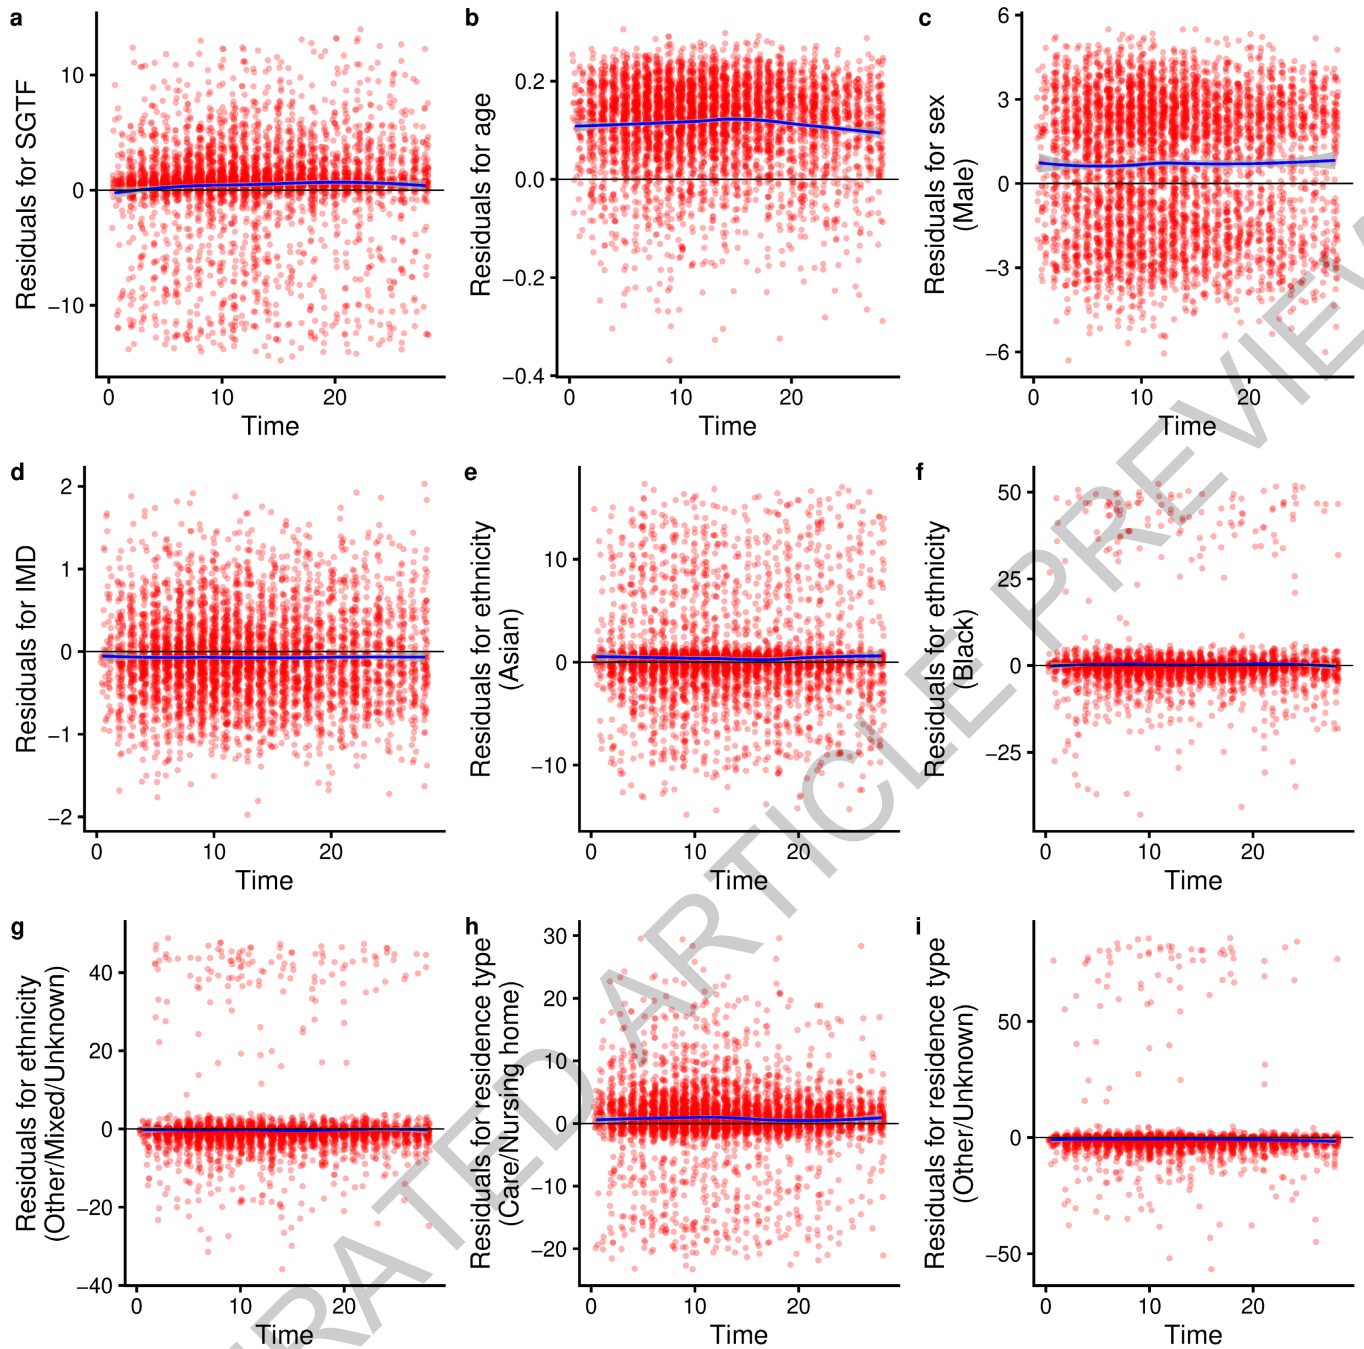 a
10
0
−10
Residuals for SGTF
0
10
20
Time
b
0.2
0.0
−0.2
−0.4
Residuals for age
0
10
20
Time
c
6
3
0
−3
−6
Residuals for sex
(Male)
0
10
20
Time
d
2
1
0
−1
−2
Residuals for IMD
0
10
20
Time
e
10
0
−10
Residuals for ethnicity
(Asian)
0
10
20
Time
f
50
25
0
−25
Residuals for ethnicity
(Black)
0
10
20
Time
g
40
20
0
−20
−40
Residuals for ethnicity
(Other/Mixed/Unknown)
0
10
20
Time
h
30
20
10
0
−10
−20
Residuals for residence type
(Care/Nursing home)
0
10
20
Time
i
50
0
−50
Residuals for residence type
(Other/Unknown)
0
10
20
Time
RATED ARTICLE PREVIEW